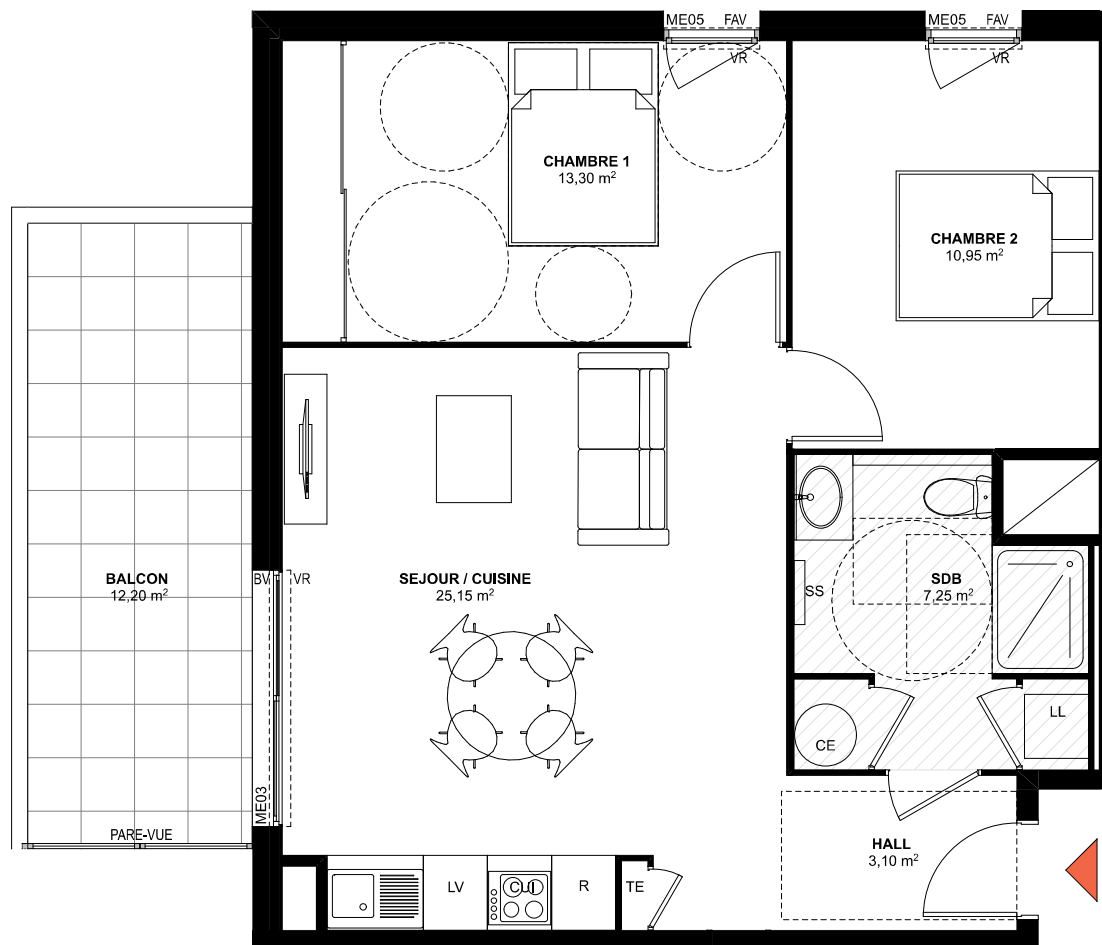 ME05 FAV
VR
ME05 FAV
VR
CHAMBRE 1
13,30 m²
CHAMBRE 2
10,95 m²
BALCON
12,20 m²
BV VR
SEJOUR / CUISINE
25,15 m²
SS
SDB
7,25 m²
CE
LL
ME03
PARE-VUE
HALL
3,10 m²
LV
CUI
R
TE